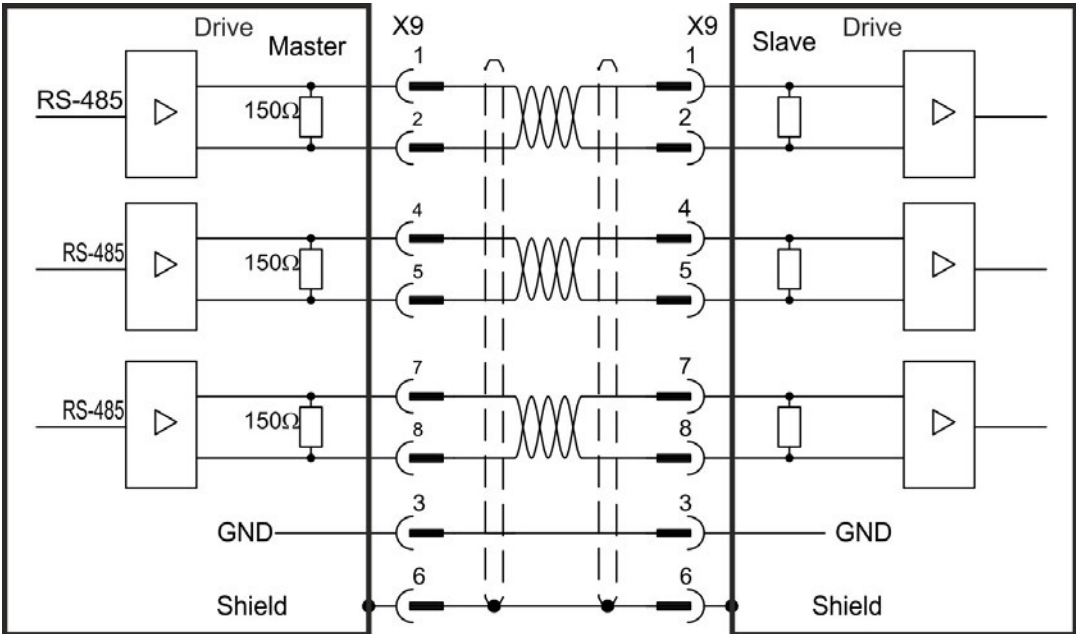 Drive
Master
X9
X9
Slave
Drive
1
1
RS-485
150Ω
2
2
4
4
RS-485
150Ω
5
5
7
7
RS-485
150Ω
8
8
3
3
GND
GND
6
6
Shield
Shield